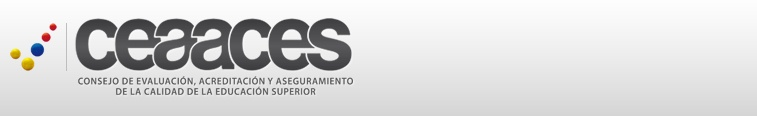 ceaaces
CONSEJO DE EVALUACIÓN, ACREDITACIÓN Y ASEGURAMIENTO
DE LA CALIDAD DE LA EDUCACIÓN SUPERIOR